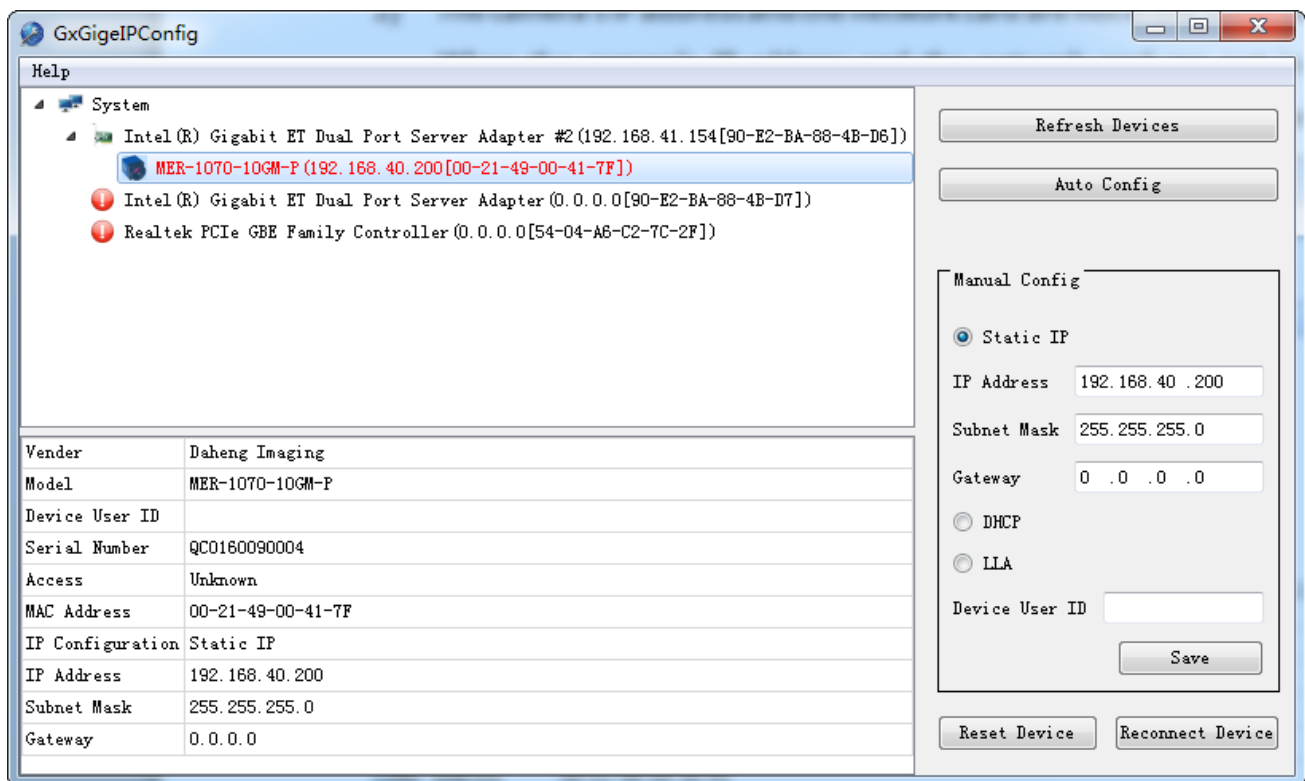 GxGigeIPConfig
Help
System
Intel(R) Gigabit ET Dual Port Server Adapter #2(192.168.41.154[90-E2-BA-88-4B-D6])
MER-1070-10GM-P(192.168.40.200[00-21-49-00-41-7F])
Intel(R) Gigabit ET Dual Port Server Adapter(0.0.0.0[90-E2-BA-88-4B-D7])
Realtek PCIe GBE Family Controller(0.0.0.0[54-04-A6-C2-7C-2F])
Vender Daheng Imaging
Model MER-1070-10GM-P
Device User ID
Serial Number QC0160090004
Access Unknown
MAC Address 00-21-49-00-41-7F
IP Configuration Static IP
IP Address 192.168.40.200
Subnet Mask 255.255.255.0
Gateway 0.0.0.0
Refresh Devices
Auto Config
Manual Config
Static IP
IP Address 192.168.40 .200
Subnet Mask 255.255.255.0
Gateway 0 .0 .0 .0
DHCP
LLA
Device User ID
Save
Reset Device Reconnect Device